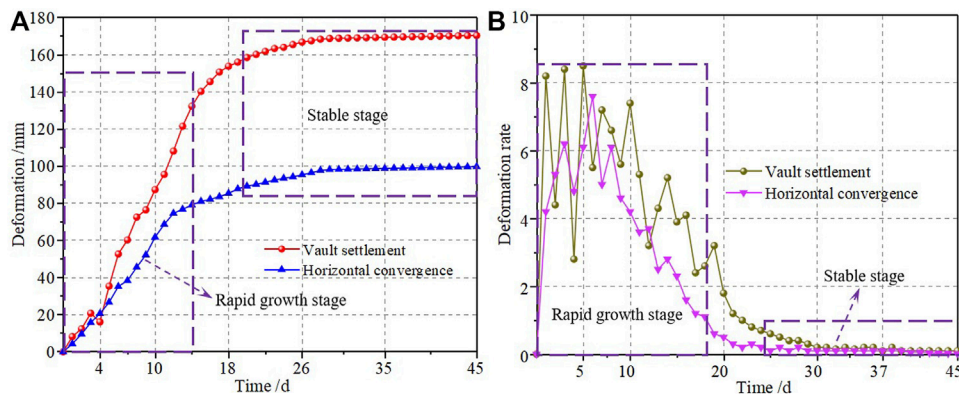 A
Deformation /mm
180
160
140
120
100
80
60
40
20
0
Stable stage
Vault settlement
Horizontal convergence
Rapid growth stage
4
10
18
26
34
45
Time /d
B
Deformation rate
10
8
6
4
2
0
Vault settlement
Horizontal convergence
Stable stage
Rapid growth stage
5
10
20
30
37
45
Time /d